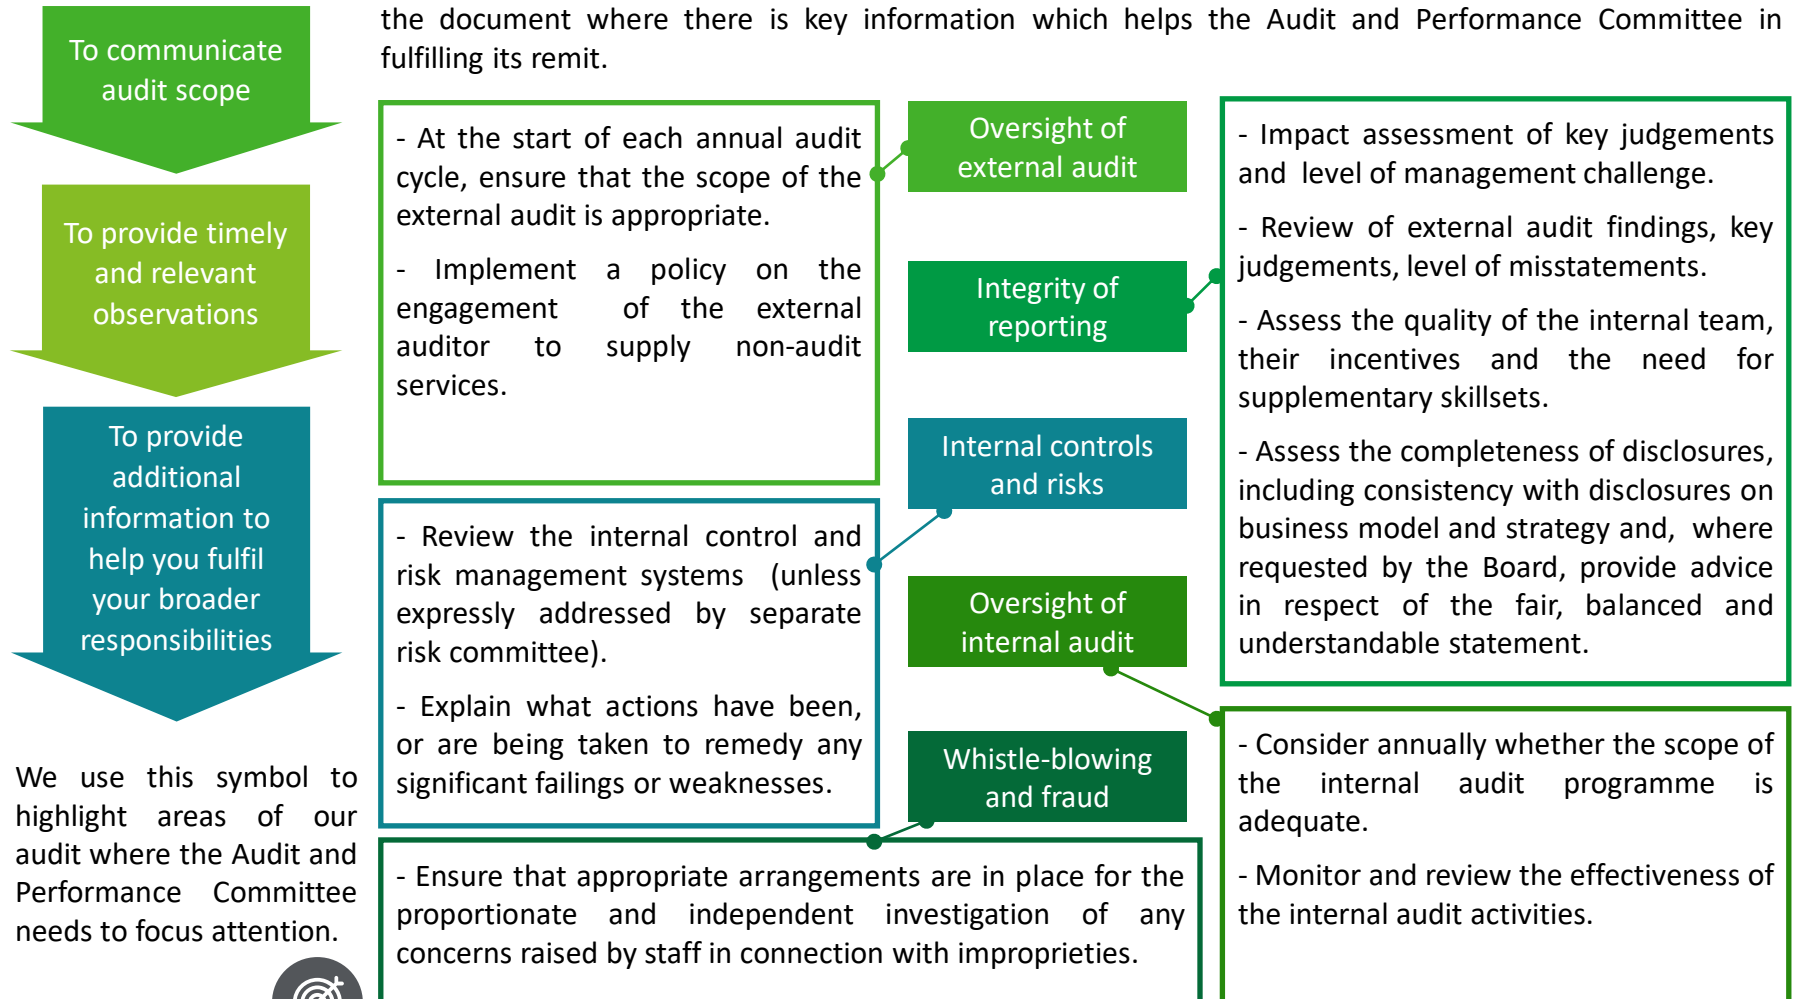 To communicate
audit scope
To provide timely
and relevant
observations
To provide
additional
information to
help you fulfil
your broader
responsibilities
We use this symbol to
highlight areas of our
audit where the Audit and
Performance Committee
needs to focus attention.
the document where there is key information which helps the Audit and Performance Committee in
fulfilling its remit.
- At the start of each annual audit
cycle, ensure that the scope of the
external audit is appropriate.
- Implement a policy on the
engagement of the external
auditor to supply non-audit
services.
Oversight of
external audit
Integrity of
reporting
- Impact assessment of key judgements
and level of management challenge.
- Review of external audit findings, key
judgements, level of misstatements.
- Assess the quality of the internal team,
their incentives and the need for
supplementary skillsets.
- Assess the completeness of disclosures,
including consistency with disclosures on
business model and strategy and, where
requested by the Board, provide advice
in respect of the fair, balanced and
understandable statement.
Internal controls
and risks
- Review the internal control and
risk management systems (unless
expressly addressed by separate
risk committee).
- Explain what actions have been,
or are being taken to remedy any
significant failings or weaknesses.
Oversight of
internal audit
- Consider annually whether the scope of
the internal audit programme is
adequate.
- Monitor and review the effectiveness of
the internal audit activities.
Whistle-blowing
and fraud
- Ensure that appropriate arrangements are in place for the
proportionate and independent investigation of any
concerns raised by staff in connection with improprieties.